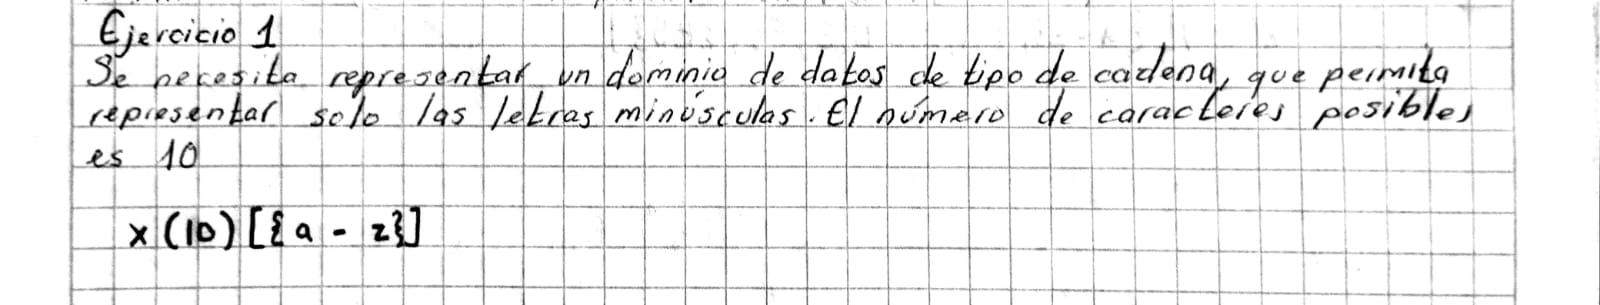 Ejercicio 1
Se necesita representar un dominio de datos de tipo de cadena, que permita
representar solo las letras minúsculas. El número de caracteres posibles
es 10
x (10) [{a - z}]